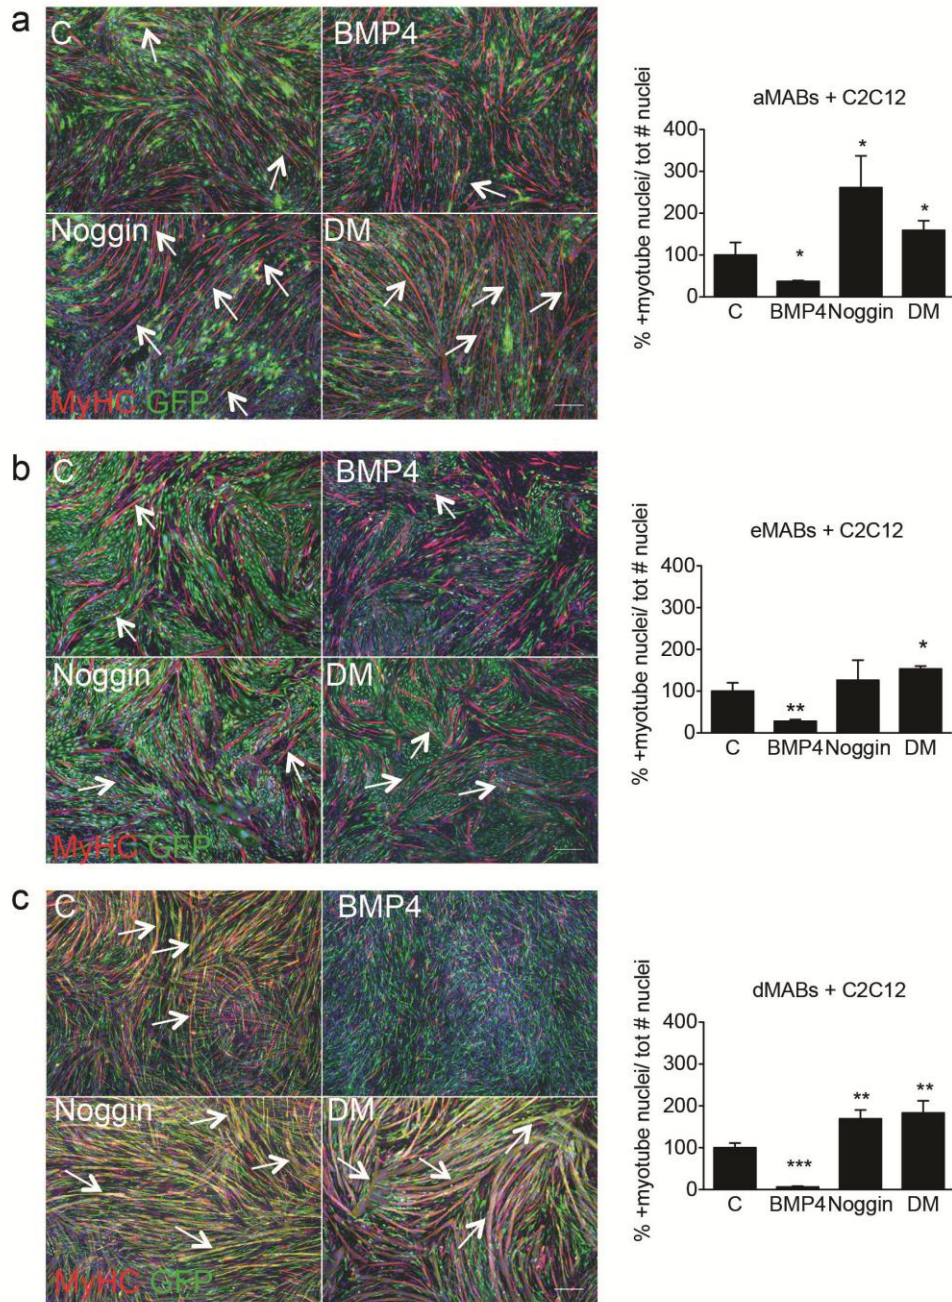 a
C
BMP4
Noggin
DM
MyHC GFP
aMABs + C2C12
% +myotube nuclei/ tot # nuclei
400
300
200
100
0
*
*
*
C BMP4 Noggin DM
b
C
BMP4
Noggin
DM
MyHC GFP
eMABs + C2C12
% +myotube nuclei/ tot # nuclei
400
300
200
100
0
**
*
C BMP4 Noggin DM
c
C
BMP4
Noggin
DM
MyHC GFP
dMABs + C2C12
% +myotube nuclei/ tot # nuclei
400
300
200
100
0
***
**
**
C BMP4 Noggin DM